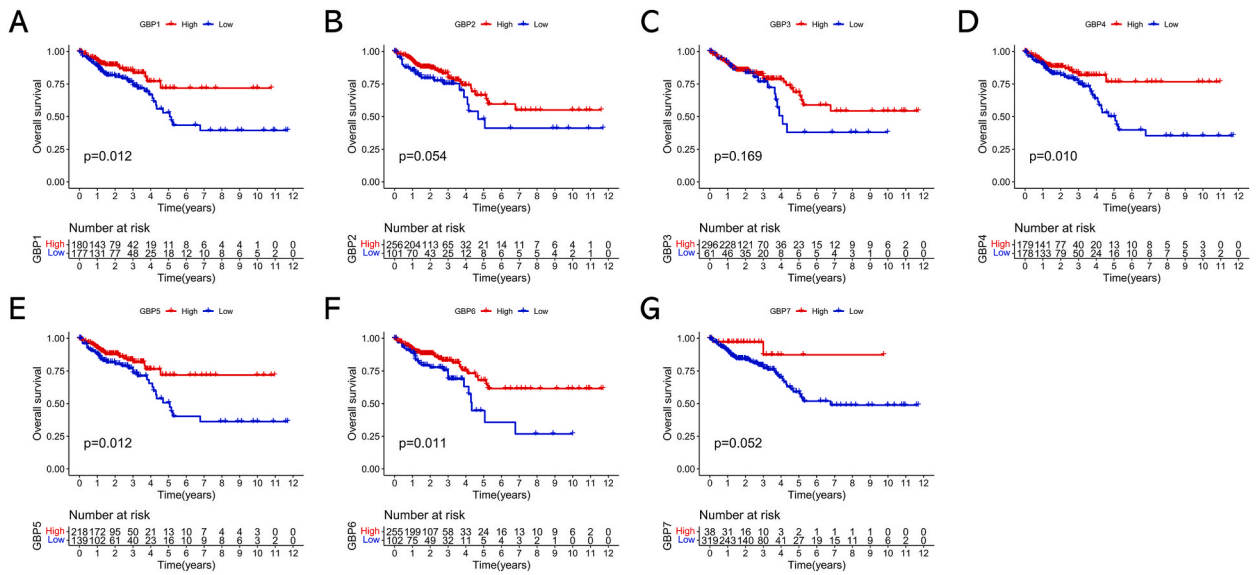 A
GBP1 High Low
Overall survival
1.00
0.75
0.50
0.25
0.00
p=0.012
0 1 2 3 4 5 6 7 8 9 10 11 12
Time(years)
Number at risk
GBP1
High 180 143 79 42 19 11 8 6 4 4 1 0 0
Low 177 131 77 48 25 18 12 10 8 6 5 2 0
0 1 2 3 4 5 6 7 8 9 10 11 12
Time(years)
B
GBP2 High Low
Overall survival
1.00
0.75
0.50
0.25
0.00
p=0.054
0 1 2 3 4 5 6 7 8 9 10 11 12
Time(years)
Number at risk
GBP2
High 256 204 113 65 32 21 14 11 7 6 4 1 0
Low 101 70 43 25 12 8 6 5 5 4 2 1 0
0 1 2 3 4 5 6 7 8 9 10 11 12
Time(years)
C
GBP3 High Low
Overall survival
1.00
0.75
0.50
0.25
0.00
p=0.169
0 1 2 3 4 5 6 7 8 9 10 11 12
Time(years)
Number at risk
GBP3
High 296 228 121 70 36 23 15 12 9 9 6 2 0
Low 61 46 35 20 8 6 5 4 3 1 0 0 0
0 1 2 3 4 5 6 7 8 9 10 11 12
Time(years)
D
GBP4 High Low
Overall survival
1.00
0.75
0.50
0.25
0.00
p=0.010
0 1 2 3 4 5 6 7 8 9 10 11 12
Time(years)
Number at risk
GBP4
High 179 141 77 40 20 13 10 8 5 5 3 2 0
Low 178 133 79 50 24 16 10 8 7 5 3 1 0
0 1 2 3 4 5 6 7 8 9 10 11 12
Time(years)
E
GBP5 High Low
Overall survival
1.00
0.75
0.50
0.25
0.00
p=0.012
0 1 2 3 4 5 6 7 8 9 10 11 12
Time(years)
Number at risk
GBP5
High 218 172 95 50 21 13 10 7 4 4 3 0 0
Low 139 102 61 40 23 16 10 9 8 6 3 2 0
0 1 2 3 4 5 6 7 8 9 10 11 12
Time(years)
F
GBP6 High Low
Overall survival
1.00
0.75
0.50
0.25
0.00
p=0.011
0 1 2 3 4 5 6 7 8 9 10 11 12
Time(years)
Number at risk
GBP6
High 255 199 107 58 33 24 16 13 10 9 6 2 0
Low 102 75 49 32 11 5 4 3 2 1 0 0 0
0 1 2 3 4 5 6 7 8 9 10 11 12
Time(years)
G
GBP7 High Low
Overall survival
1.00
0.75
0.50
0.25
0.00
p=0.052
0 1 2 3 4 5 6 7 8 9 10 11 12
Time(years)
Number at risk
GBP7
High 38 31 16 10 3 2 1 1 1 1 0 0 0
Low 319 243 140 80 41 27 19 15 11 9 6 2 0
0 1 2 3 4 5 6 7 8 9 10 11 12
Time(years)